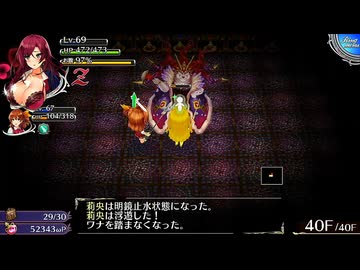 Lv.69
HP 472/473
お腹 97%
Lv.67
104/318
莉央は明鏡止水状態になった。
莉央は浮遊した！
ワナを踏まなくなった。
29/30
52343ωP
40F/40F